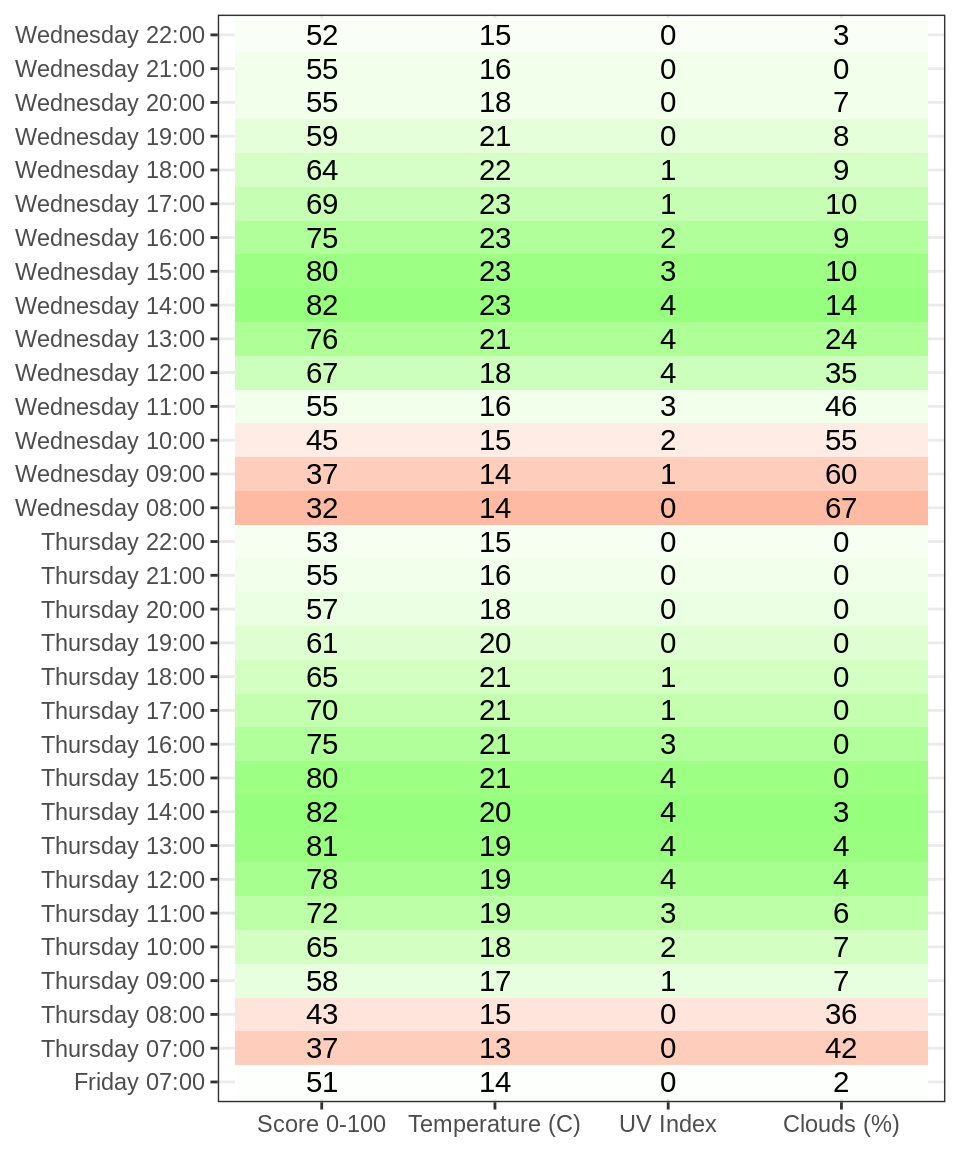 Wednesday 22:00 52 15 0 3
Wednesday 21:00 55 16 0 0
Wednesday 20:00 55 18 0 7
Wednesday 19:00 59 21 0 8
Wednesday 18:00 64 22 1 9
Wednesday 17:00 69 23 1 10
Wednesday 16:00 75 23 2 9
Wednesday 15:00 80 23 3 10
Wednesday 14:00 82 23 4 14
Wednesday 13:00 76 21 4 24
Wednesday 12:00 67 18 4 35
Wednesday 11:00 55 16 3 46
Wednesday 10:00 45 15 2 55
Wednesday 09:00 37 14 1 60
Wednesday 08:00 32 14 0 67
Thursday 22:00 53 15 0 0
Thursday 21:00 55 16 0 0
Thursday 20:00 57 18 0 0
Thursday 19:00 61 20 0 0
Thursday 18:00 65 21 1 0
Thursday 17:00 70 21 1 0
Thursday 16:00 75 21 3 0
Thursday 15:00 80 21 4 0
Thursday 14:00 82 20 4 3
Thursday 13:00 81 19 4 4
Thursday 12:00 78 19 4 4
Thursday 11:00 72 19 3 6
Thursday 10:00 65 18 2 7
Thursday 09:00 58 17 1 7
Thursday 08:00 43 15 0 36
Thursday 07:00 37 13 0 42
Friday 07:00 51 14 0 2
Score 0-100 Temperature (C) UV Index Clouds (%)